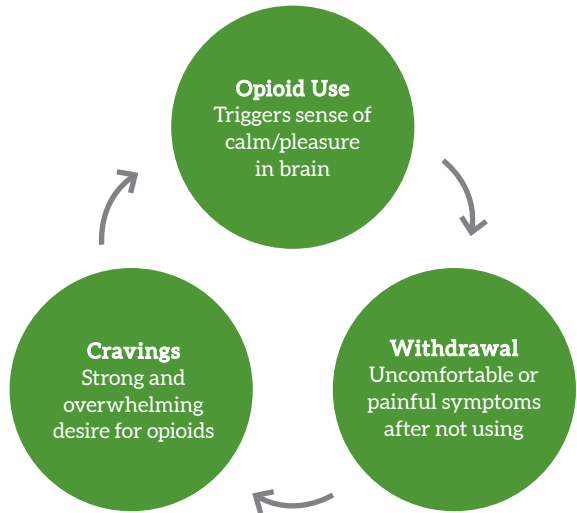 Opioid Use
Triggers sense of
calm/pleasure
in brain
Withdrawal
Uncomfortable or
painful symptoms
after not using
Cravings
Strong and
overwhelming
desire for opioids